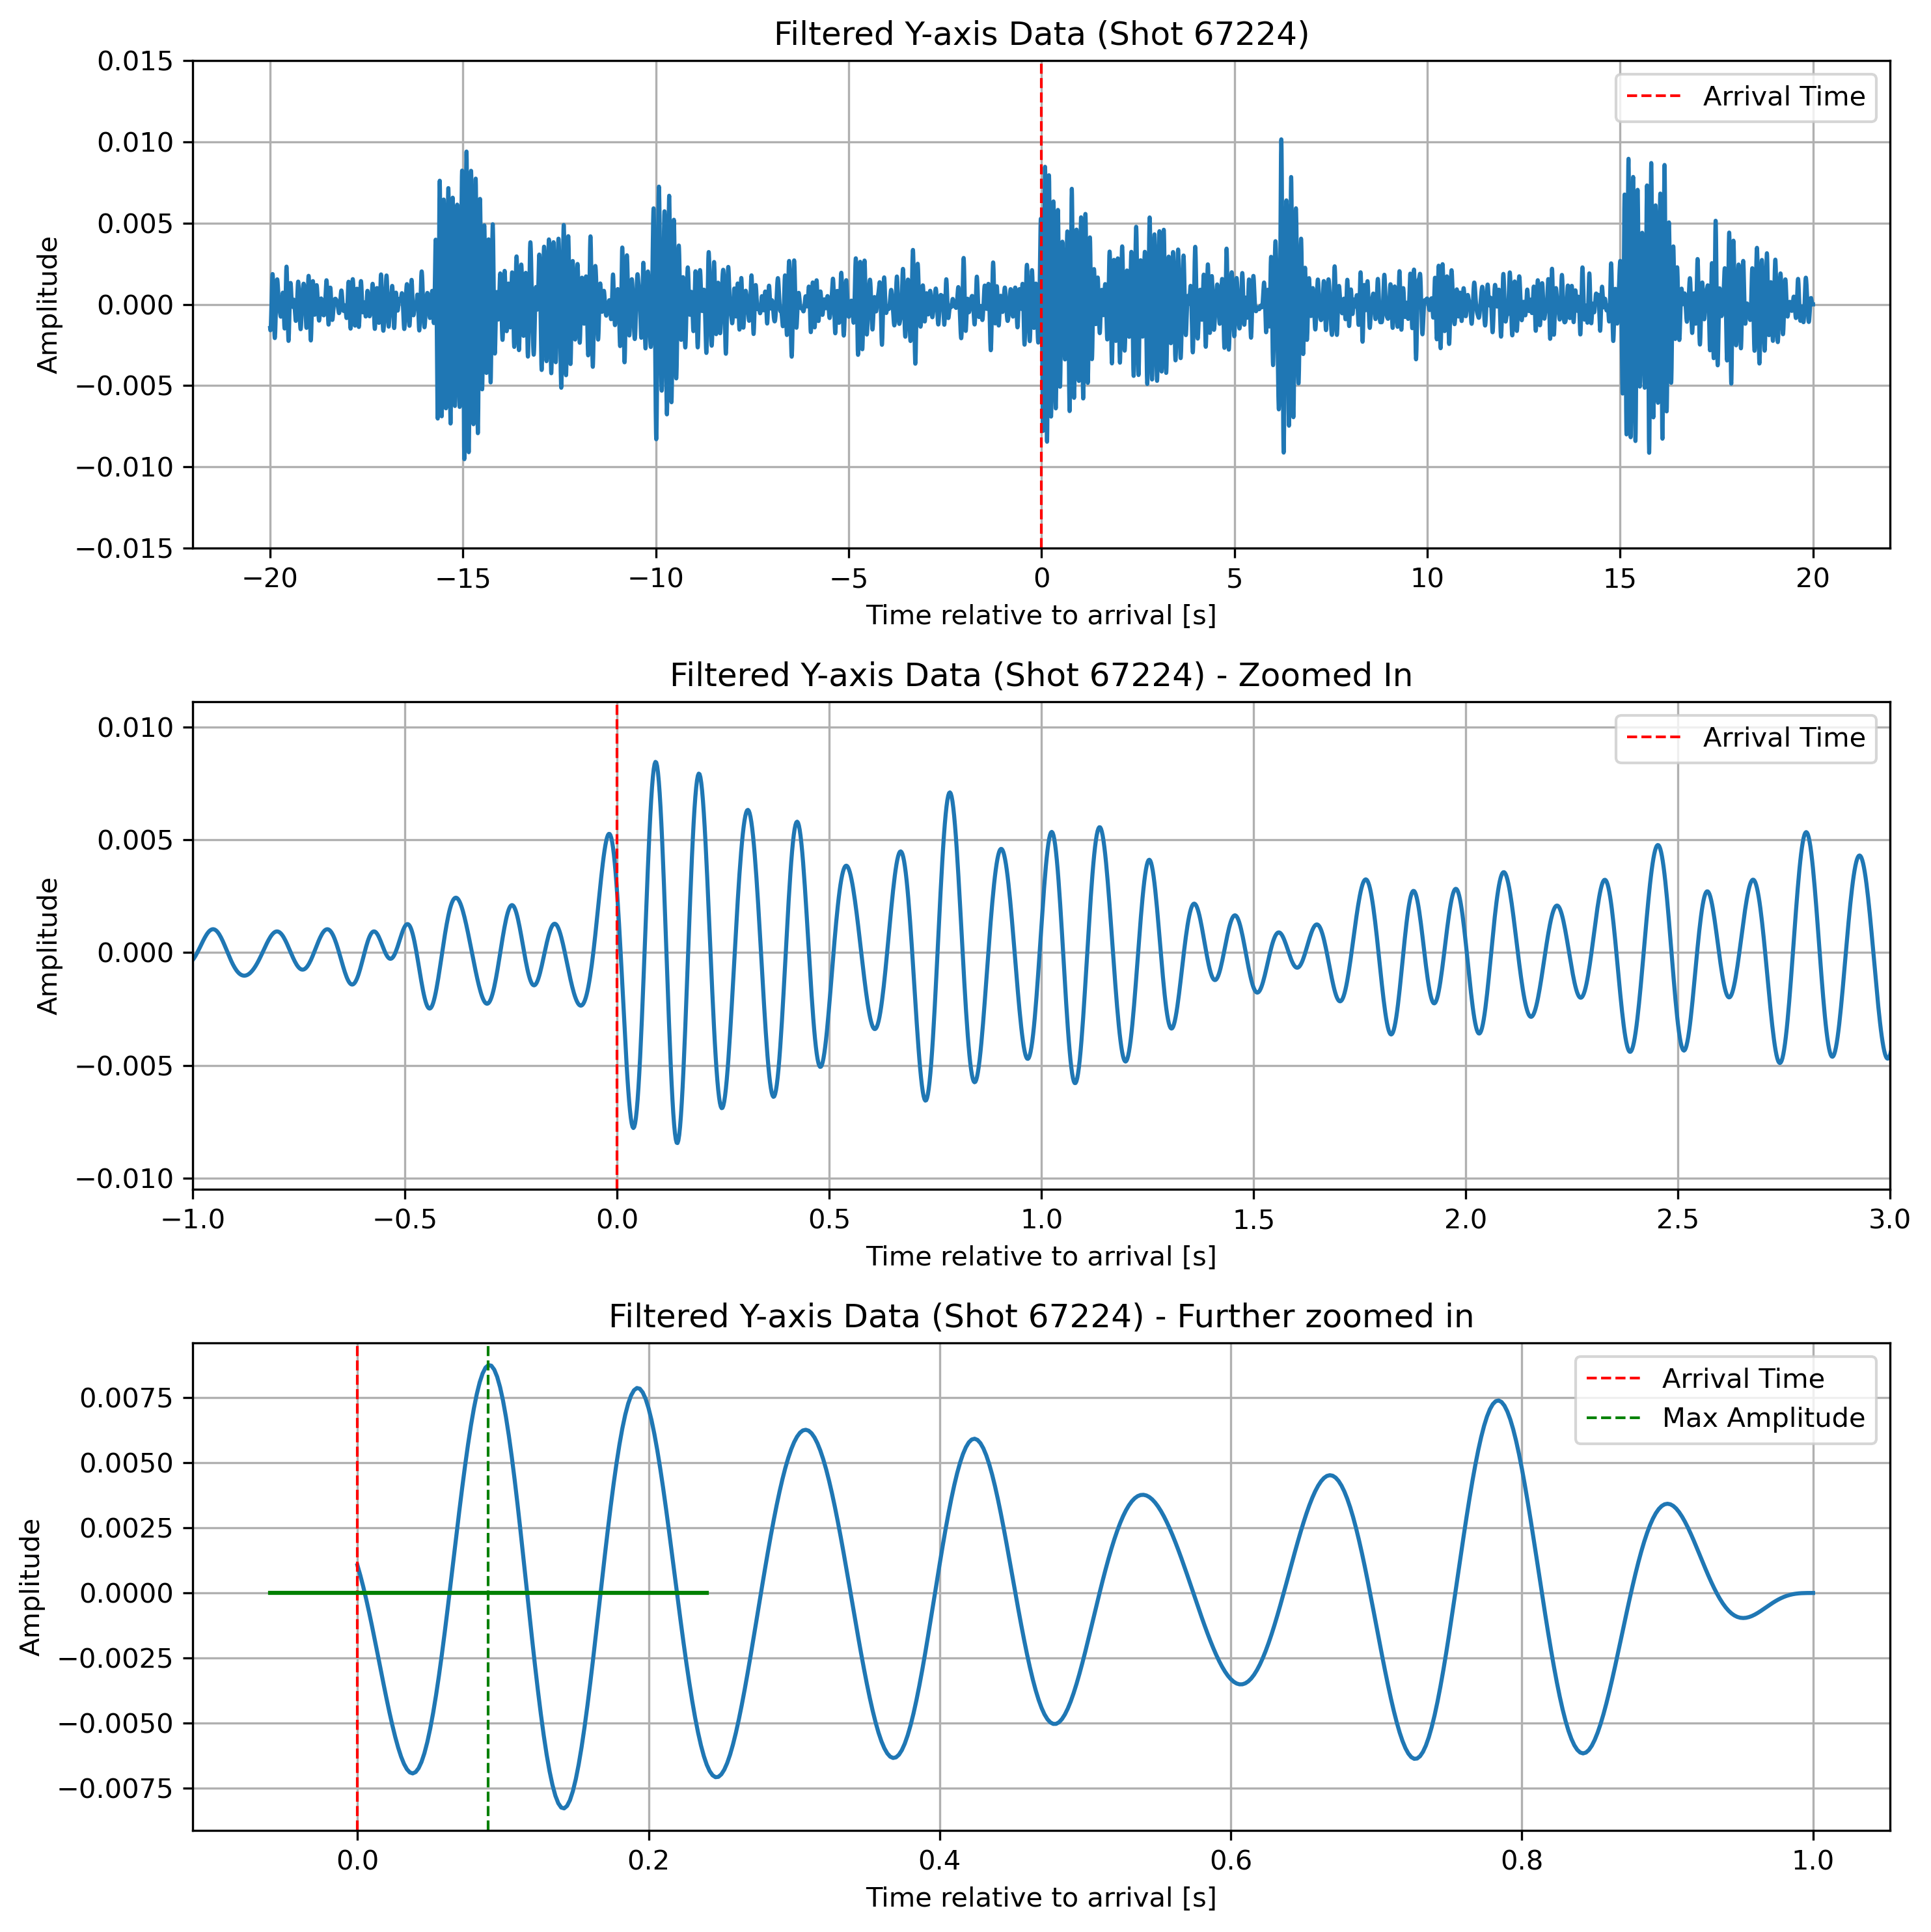 Filtered Y-axis Data (Shot 67224)
0.015
0.010
0.005
0.000
−0.005
−0.010
−0.015
Amplitude
Arrival Time
−20 −15 −10 −5 0 5 10 15 20
Time relative to arrival [s]
Filtered Y-axis Data (Shot 67224) - Zoomed In
0.010
0.005
0.000
−0.005
−0.010
Amplitude
Arrival Time
−1.0 −0.5 0.0 0.5 1.0 1.5 2.0 2.5 3.0
Time relative to arrival [s]
Filtered Y-axis Data (Shot 67224) - Further zoomed in
0.0075
0.0050
0.0025
0.0000
−0.0025
−0.0050
−0.0075
Amplitude
Arrival Time
Max Amplitude
0.0 0.2 0.4 0.6 0.8 1.0
Time relative to arrival [s]